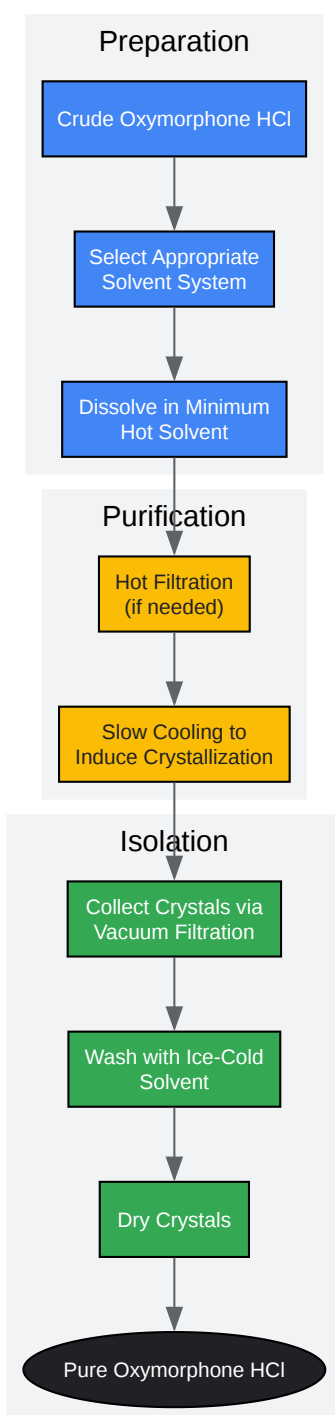 Preparation
Crude Oxymorphone HCl
Select Appropriate
Solvent System
Dissolve in Minimum
Hot Solvent
Purification
Hot Filtration
(if needed)
Slow Cooling to
Induce Crystallization
Isolation
Collect Crystals via
Vacuum Filtration
Wash with Ice-Cold
Solvent
Dry Crystals
Pure Oxymorphone HCl